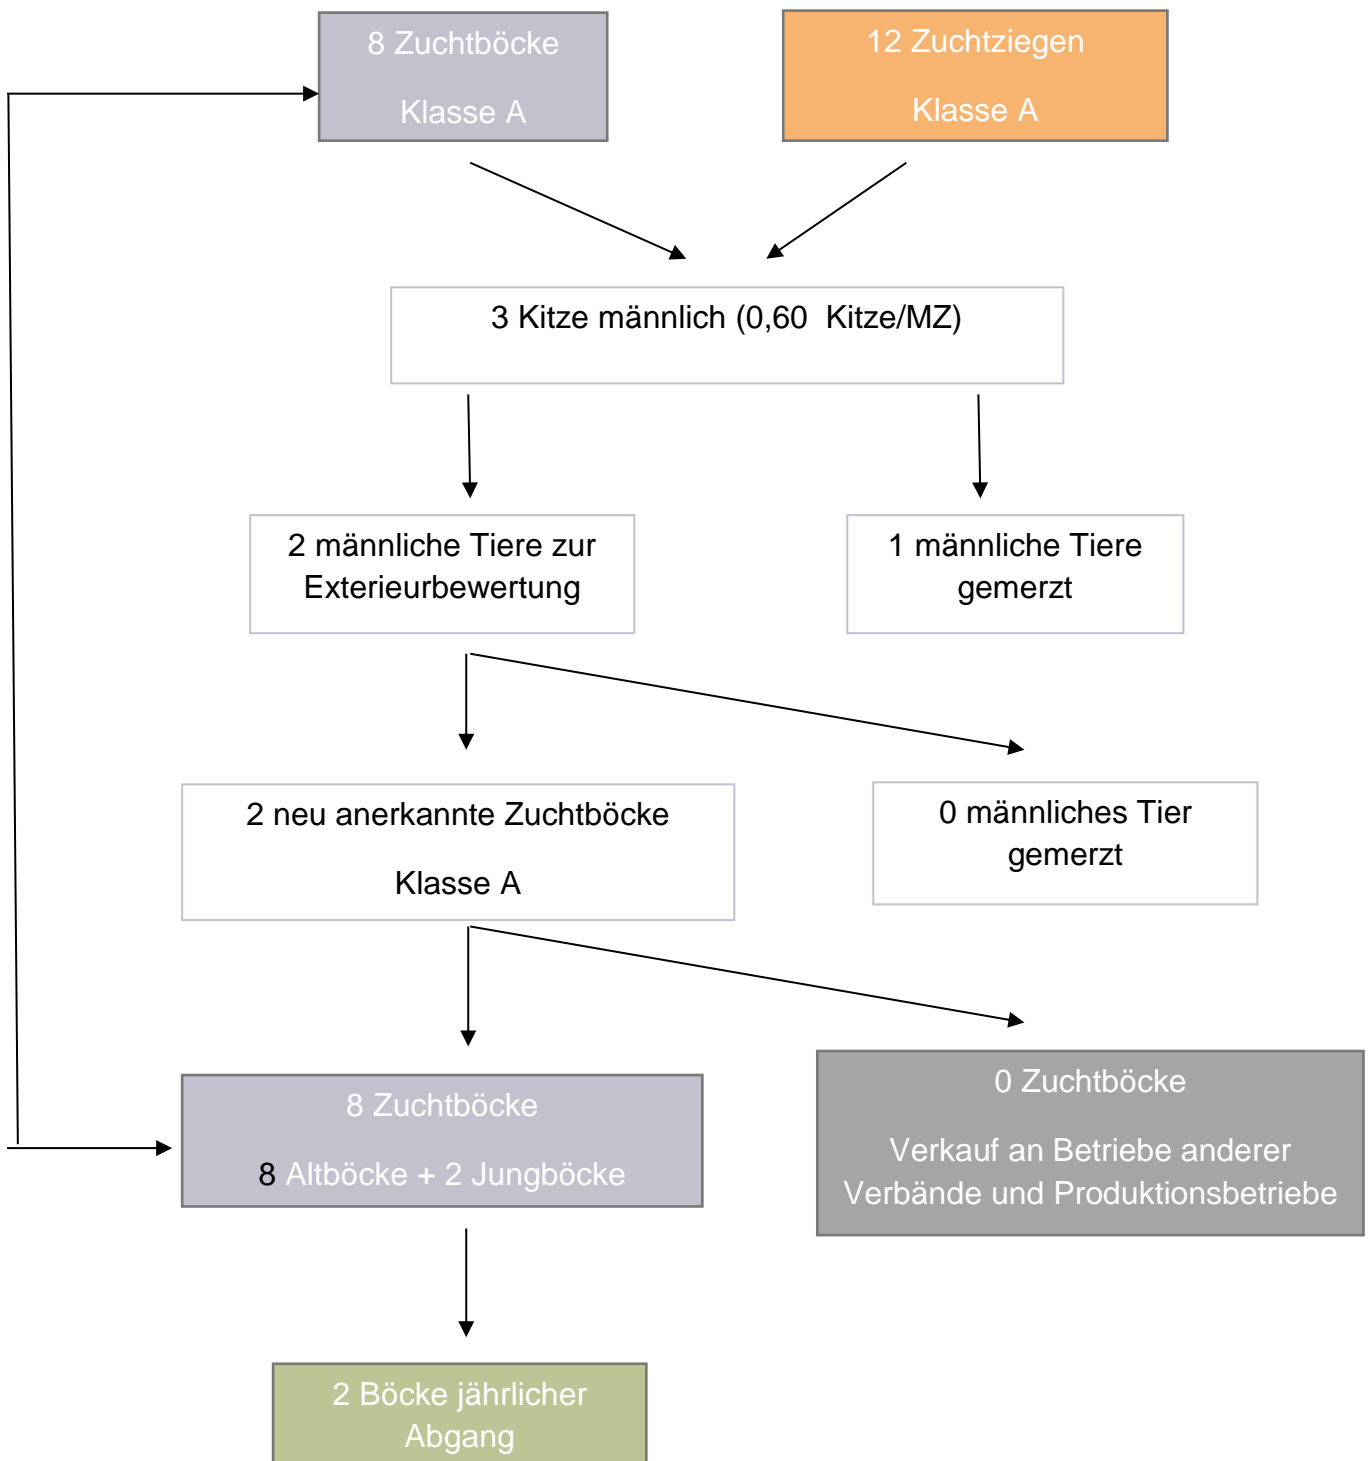 8 Zuchtböcke
Klasse A
12 Zuchtziegen
Klasse A
3 Kitze männlich (0,60  Kitze/MZ)
2 männliche Tiere zur
Exterieurbewertung
1 männliche Tiere
gemerzt
2 neu anerkannte Zuchtböcke
Klasse A
0 männliches Tier
gemerzt
8 Zuchtböcke
8 Altböcke + 2 Jungböcke
0 Zuchtböcke
Verkauf an Betriebe anderer
Verbände und Produktionsbetriebe
2 Böcke jährlicher
Abgang